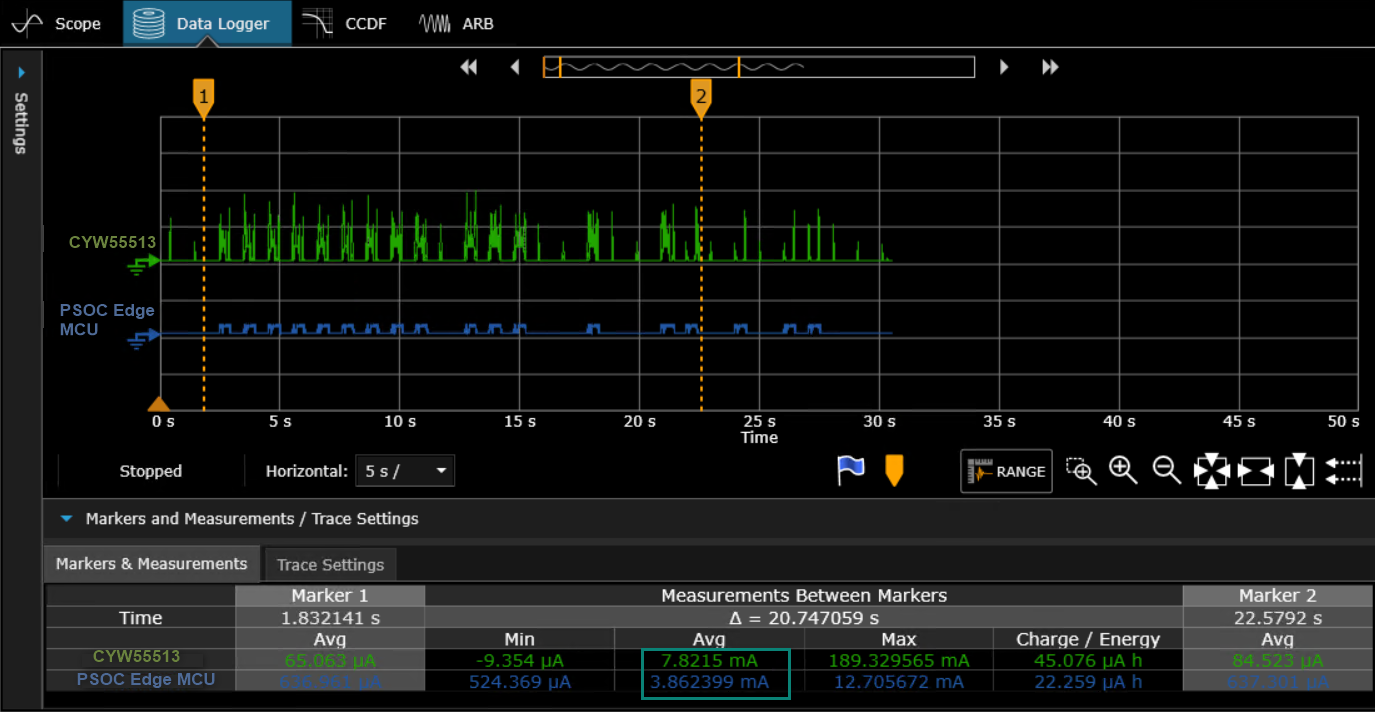 Scope Data Logger CCDF ARB
Settings
1 2
CYW55513
PSOC Edge
MCU
0 s 5 s 10 s 15 s 20 s 25 s 30 s 35 s 40 s 45 s 50 s
Time
Stopped Horizontal: 5 s / RANGE
Markers and Measurements / Trace Settings
Markers & Measurements Trace Settings
Marker 1 Measurements Between Markers Marker 2
Time 1.832141 s Δ = 20.747059 s 22.5792 s
Avg Min Avg Max Charge / Energy Avg
CYW55513 65.063 µA -9.354 µA 7.8215 mA 189.329565 mA 45.076 µA h 84.523 µA
PSOC Edge MCU 524.369 µA 3.862399 mA 12.705672 mA 22.259 µA h